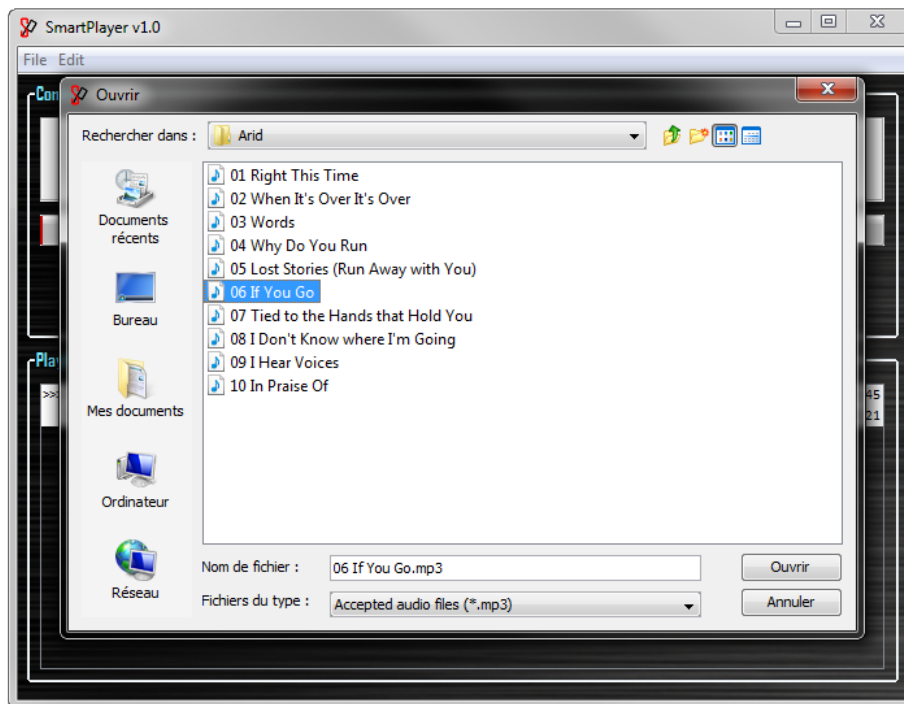 SmartPlayer v1.0
File Edit
Con
Ouvrir
Rechercher dans :
Arid
Documents
récents
Bureau
Mes documents
Ordinateur
Réseau
01 Right This Time
02 When It's Over It's Over
03 Words
04 Why Do You Run
05 Lost Stories (Run Away with You)
06 If You Go
07 Tied to the Hands that Hold You
08 I Don't Know where I'm Going
09 I Hear Voices
10 In Praise Of
Pla
>>
45
21
Nom de fichier :
06 If You Go.mp3
Ouvrir
Fichiers du type :
Accepted audio files (*.mp3)
Annuler